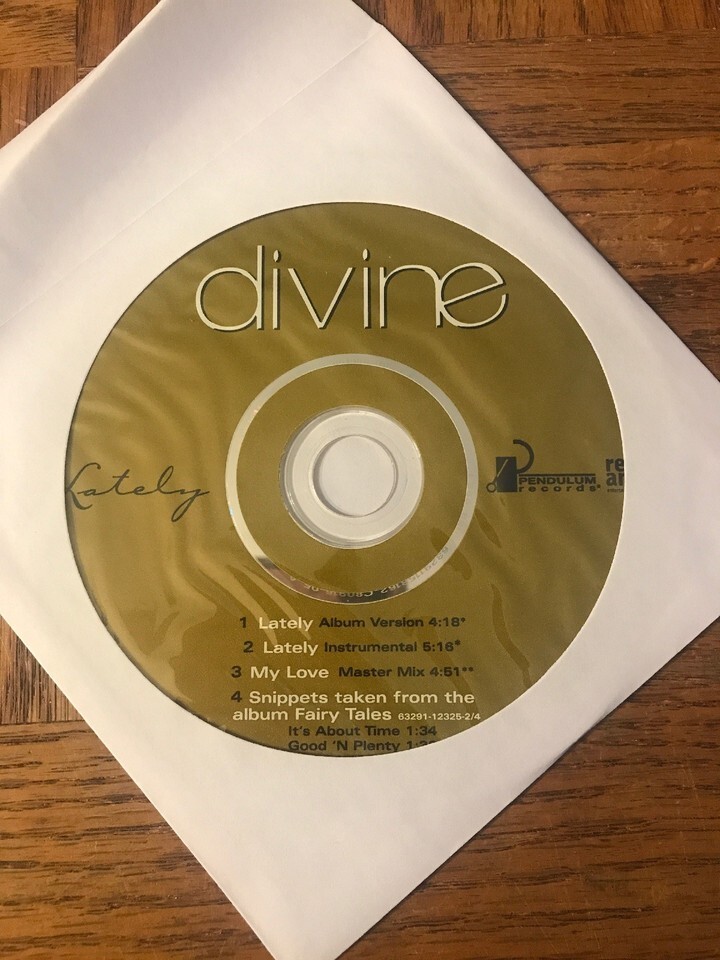 divine
Lately
PENDULUM
records
re
ar
1 Lately Album Version 4:18*
2 Lately Instrumental 5:16*
3 My Love Master Mix 4:51**
4 Snippets taken from the
album Fairy Tales 63291-12325-2/4
It's About Time 1:34
Good 'N Plenty